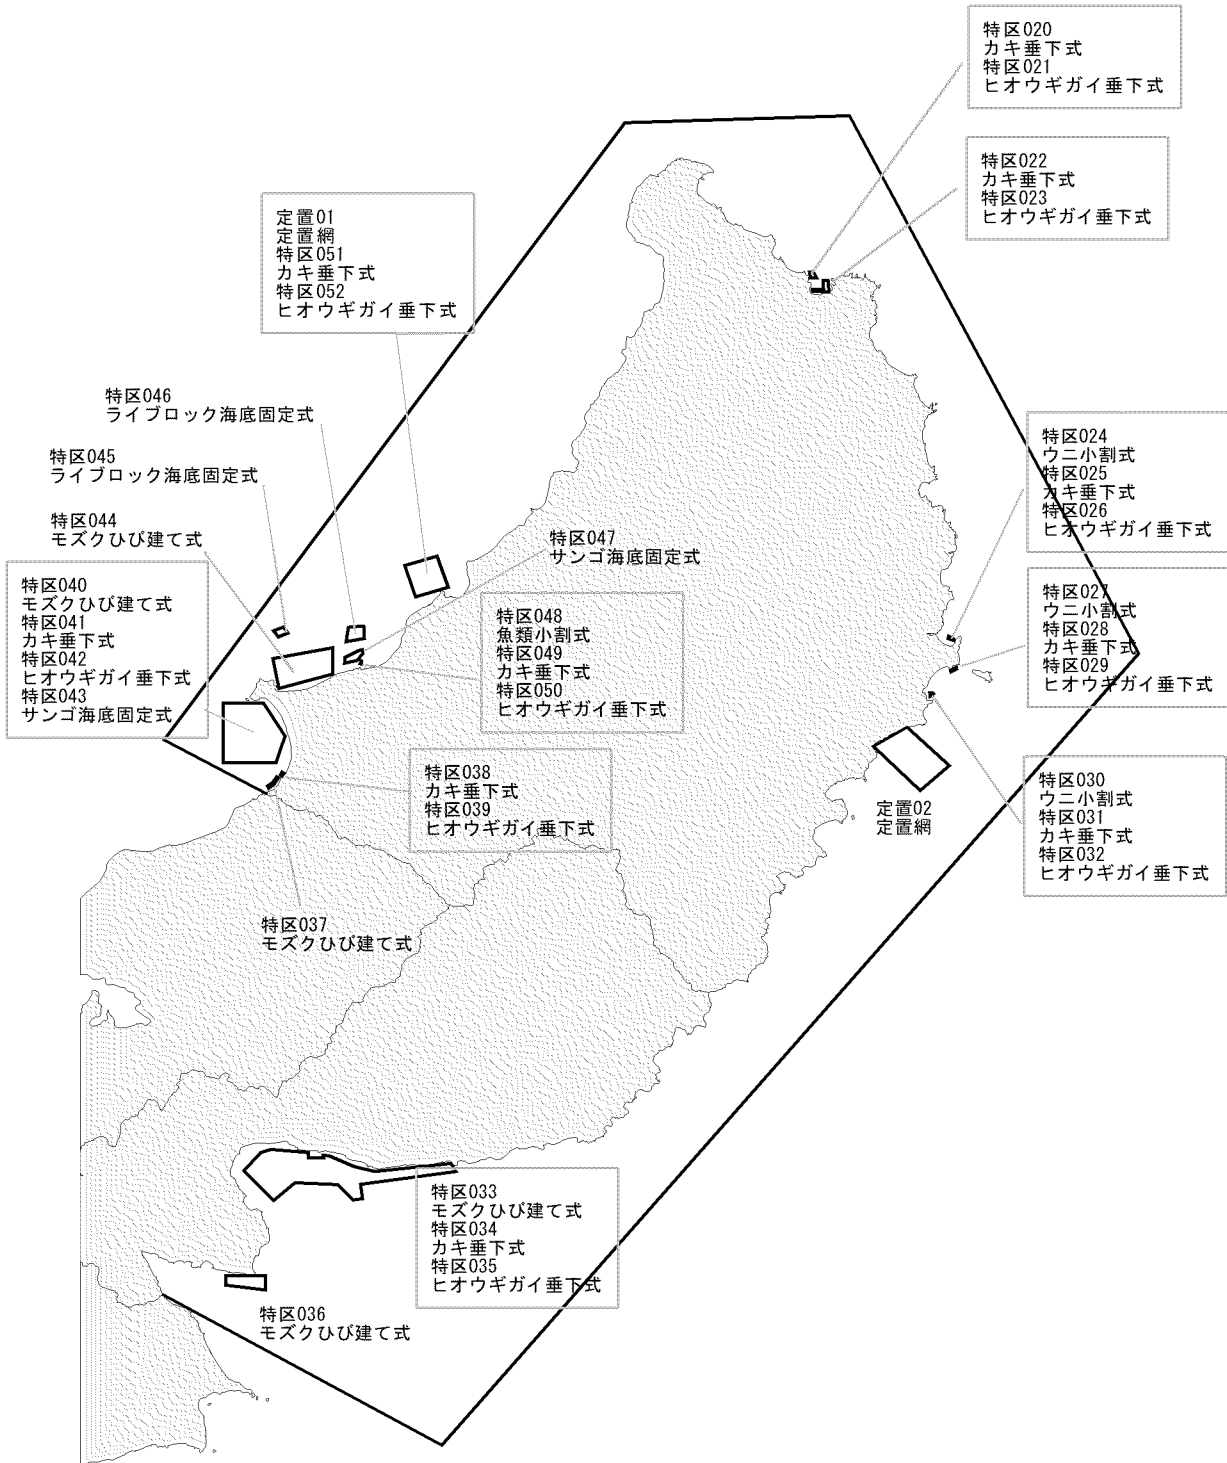 特区020
カキ垂下式
特区021
ヒオウギガイ垂下式
特区022
カキ垂下式
特区023
ヒオウギガイ垂下式
定置01
定置網
特区051
カキ垂下式
特区052
ヒオウギガイ垂下式
特区046
ライブロック海底固定式
特区045
ライブロック海底固定式
特区044
モズクひび建て式
特区047
サンゴ海底固定式
特区024
ウニ小割式
特区025
カキ垂下式
特区026
ヒオウギガイ垂下式
特区040
モズクひび建て式
特区041
カキ垂下式
特区042
ヒオウギガイ垂下式
特区043
サンゴ海底固定式
特区048
魚類小割式
特区049
カキ垂下式
特区050
ヒオウギガイ垂下式
特区027
ウニ小割式
特区028
カキ垂下式
特区029
ヒオウギガイ垂下式
特区038
カキ垂下式
特区039
ヒオウギガイ垂下式
定置02
定置網
特区030
ウニ小割式
特区031
カキ垂下式
特区032
ヒオウギガイ垂下式
特区037
モズクひび建て式
特区033
モズクひび建て式
特区034
カキ垂下式
特区035
ヒオウギガイ垂下式
特区036
モズクひび建て式